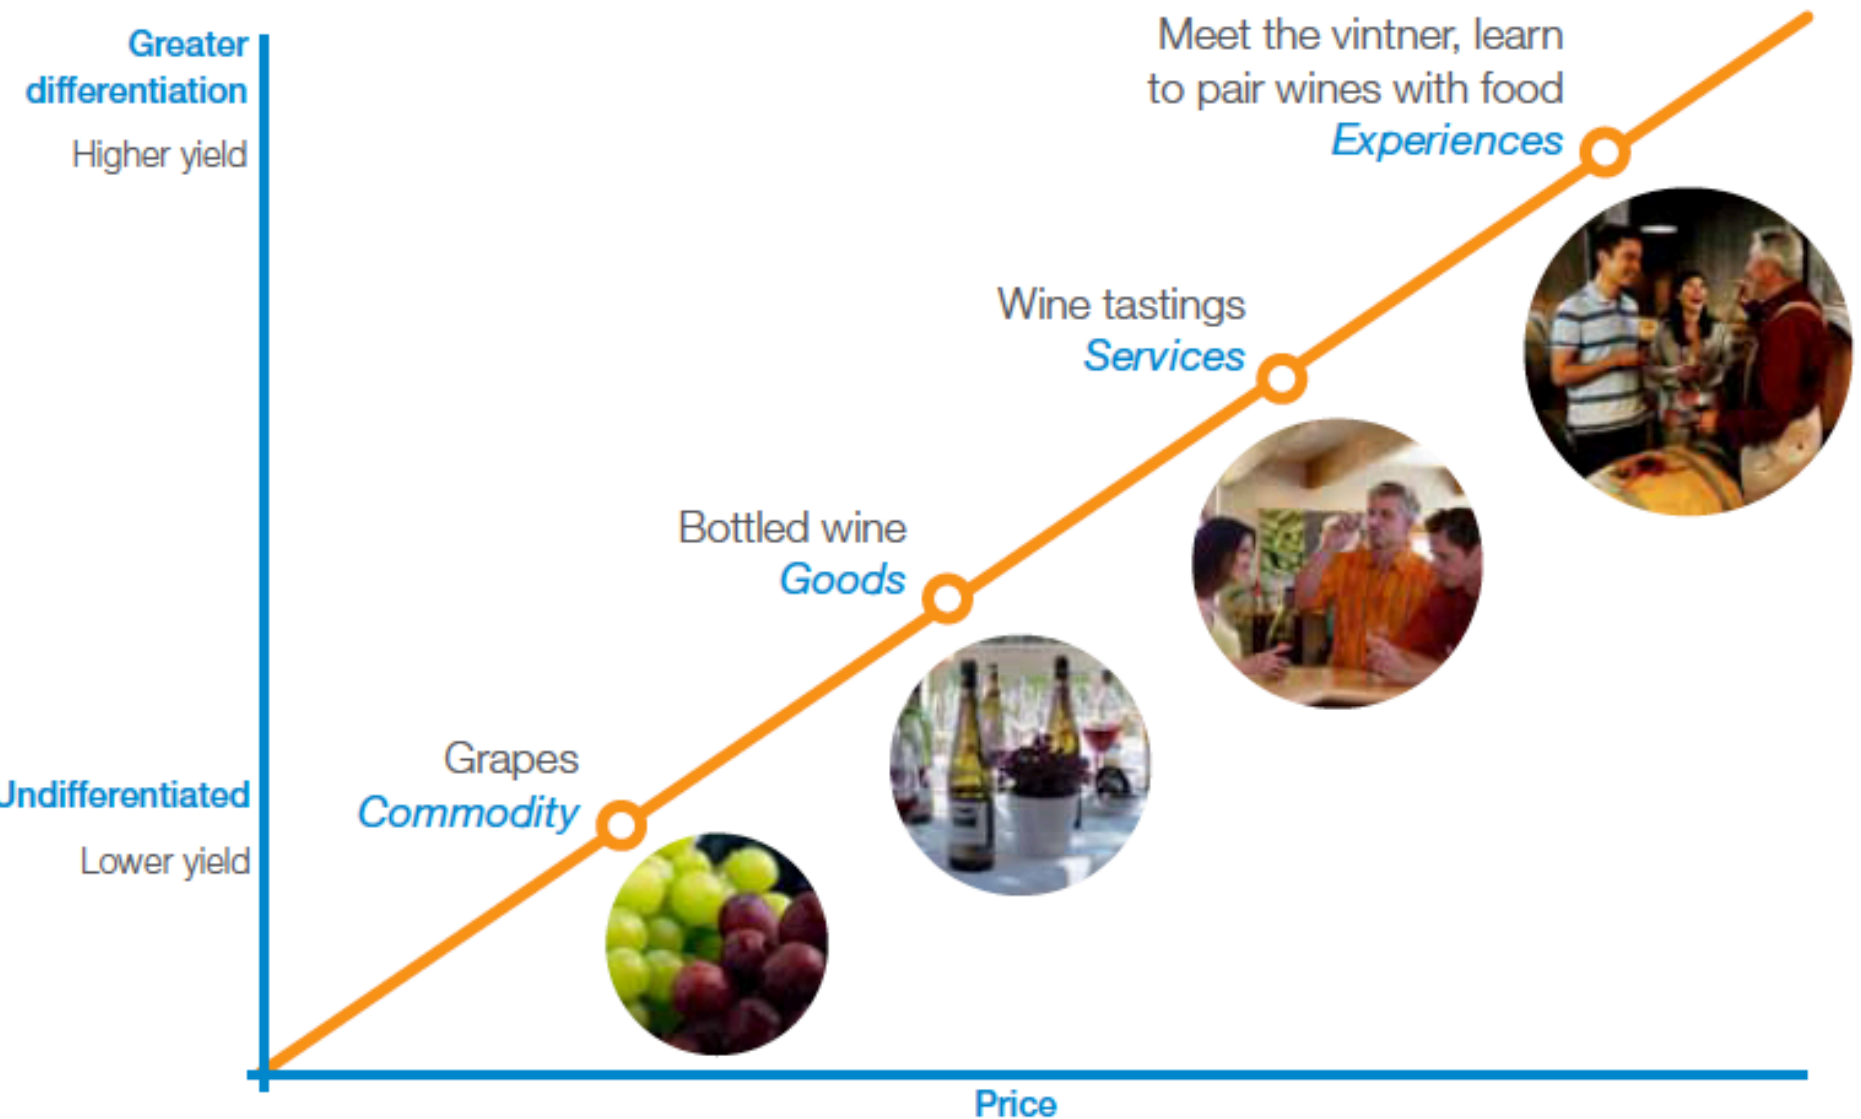 Greater
differentiation
Higher yield
Meet the vintner, learn
to pair wines with food
Experiences
Wine tastings
Services
Bottled wine
Goods
Grapes
Commodity
Undifferentiated
Lower yield
Price